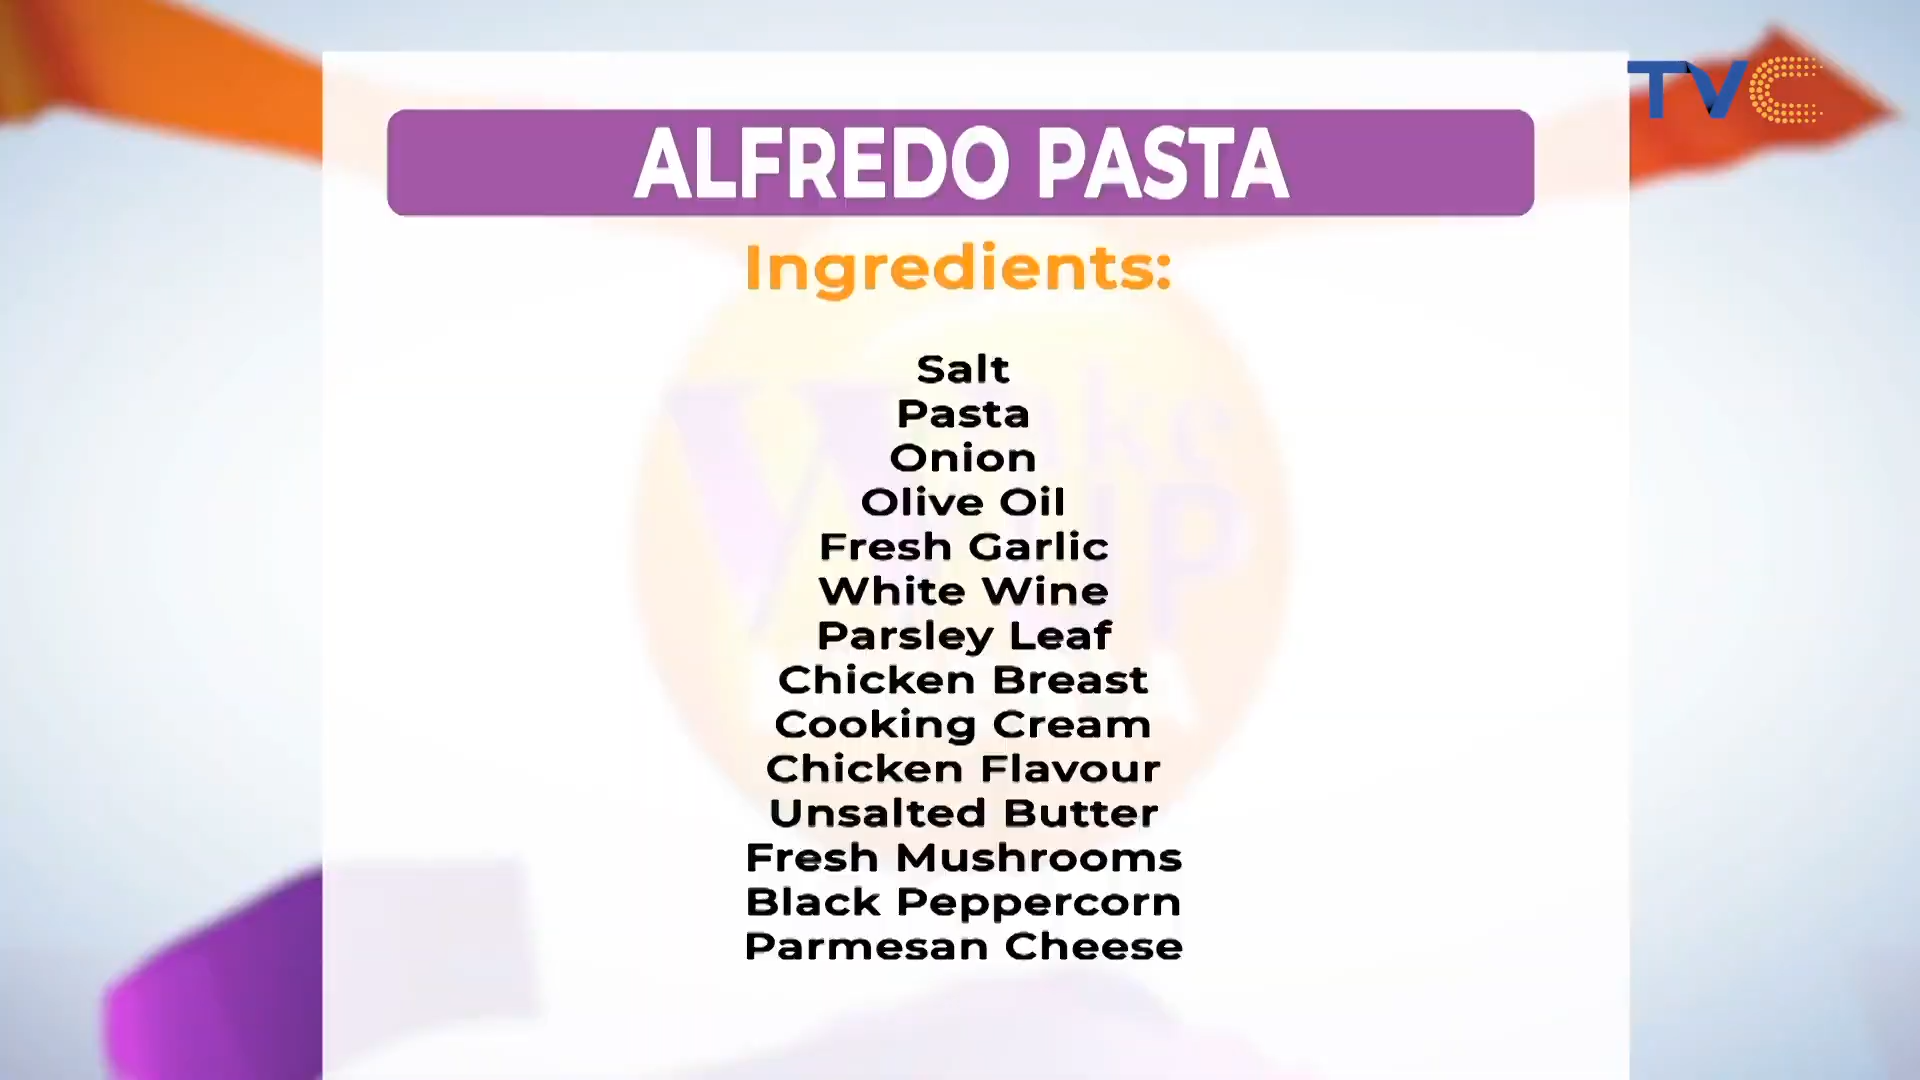 TVC
ALFREDO PASTA
Ingredients:
Salt
Pasta
Onion
Olive Oil
Fresh Garlic
White Wine
Parsley Leaf
Chicken Breast
Cooking Cream
Chicken Flavour
Unsalted Butter
Fresh Mushrooms
Black Peppercorn
Parmesan Cheese